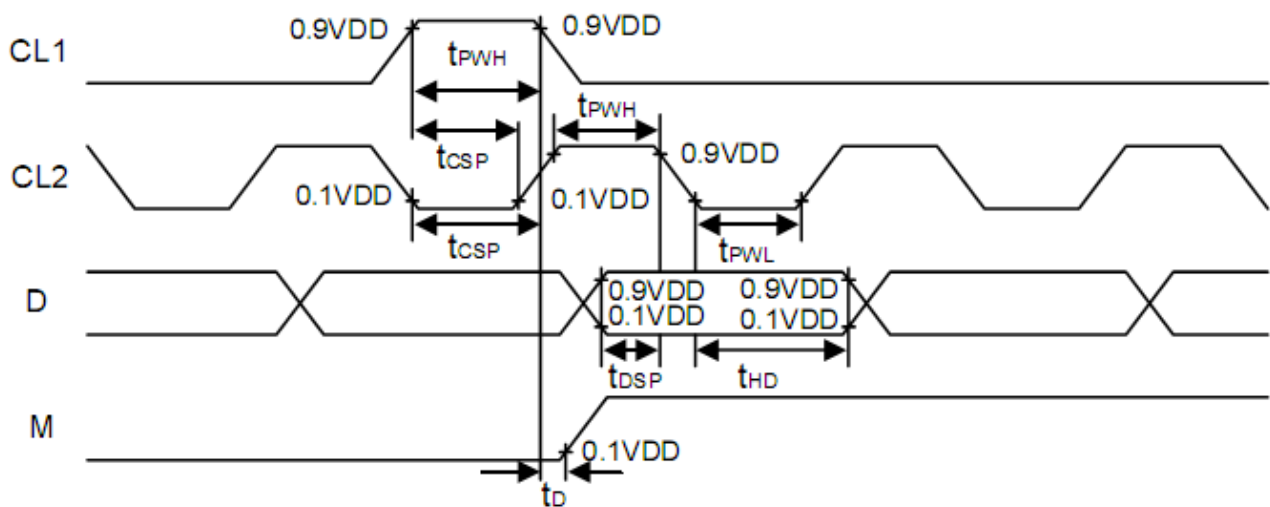 CL1
0.9VDD
0.9VDD
tPWH
tPWH
tCSP
CL2
0.9VDD
0.1VDD
0.1VDD
tCSP
tPWL
D
0.9VDD
0.9VDD
0.1VDD
0.1VDD
tDSP
tHD
M
0.1VDD
tD